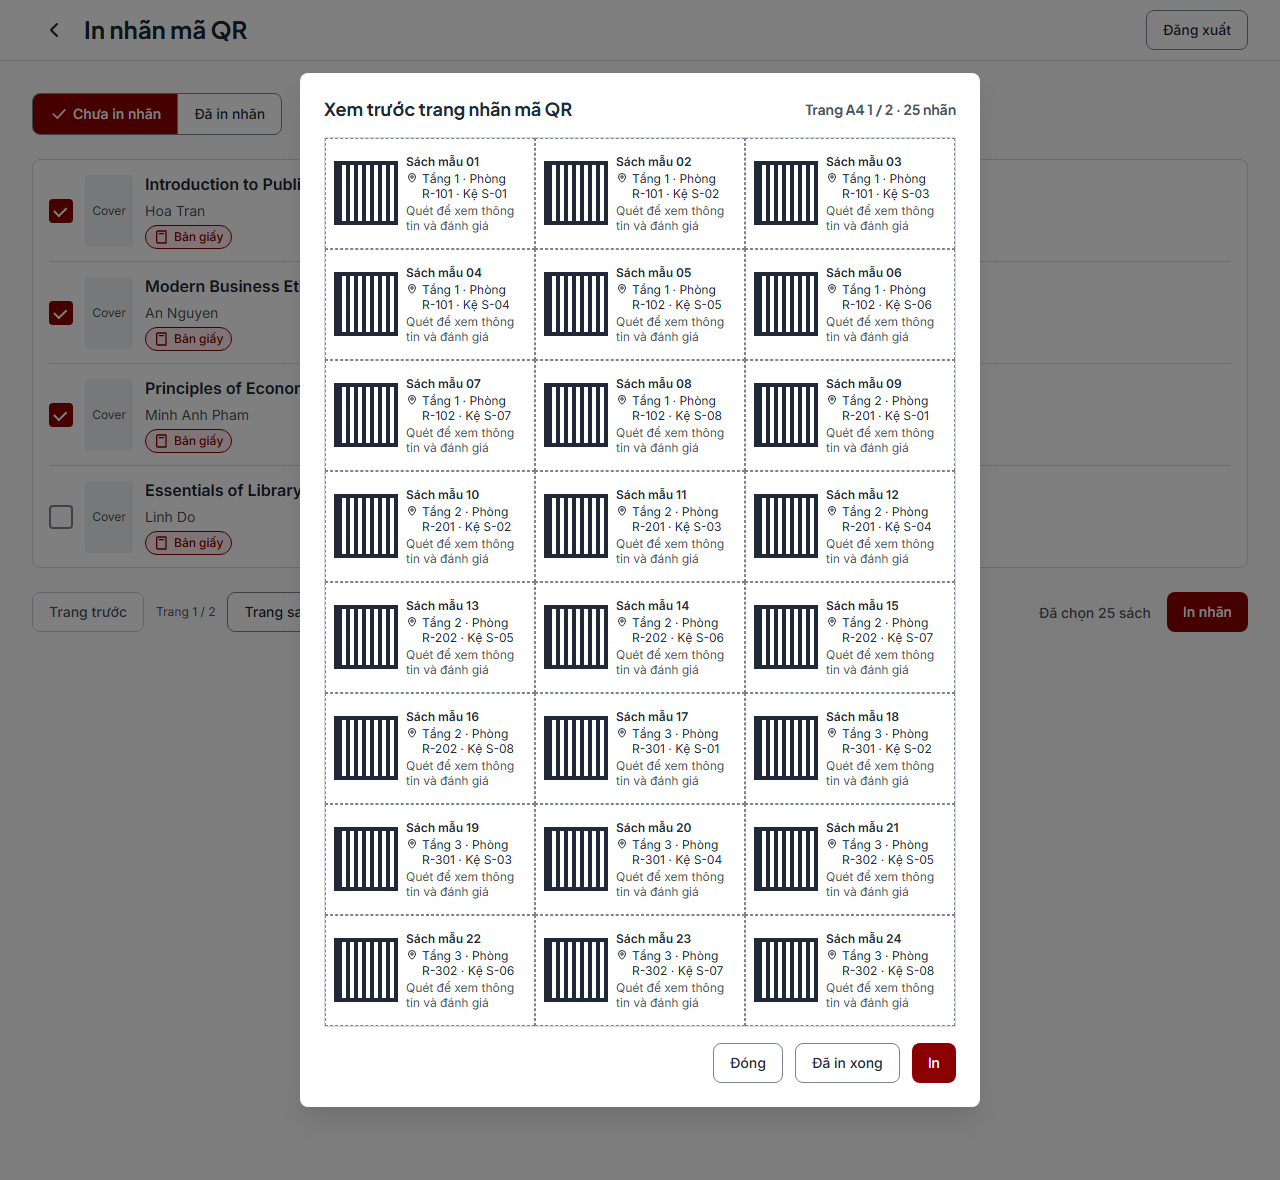 In nhãn mã QR
Đăng xuất
Chưa in nhãn
Đã in nhãn
Cover
Introduction to Publi
Hoa Tran
Bản giấy
Cover
Modern Business Et
An Nguyen
Bản giấy
Cover
Principles of Econor
Minh Anh Pham
Bản giấy
Cover
Essentials of Library
Linh Do
Bản giấy
Trang trước
Trang 1 / 2
Trang sa
Đã chọn 25 sách
In nhãn
Xem trước trang nhãn mã QR
Trang A4 1 / 2 · 25 nhãn
Sách mẫu 01
Tầng 1 · Phòng
R-101 · Kệ S-01
Quét để xem thông
tin và đánh giá
Sách mẫu 02
Tầng 1 · Phòng
R-101 · Kệ S-02
Quét để xem thông
tin và đánh giá
Sách mẫu 03
Tầng 1 · Phòng
R-101 · Kệ S-03
Quét để xem thông
tin và đánh giá
Sách mẫu 04
Tầng 1 · Phòng
R-101 · Kệ S-04
Quét để xem thông
tin và đánh giá
Sách mẫu 05
Tầng 1 · Phòng
R-102 · Kệ S-05
Quét để xem thông
tin và đánh giá
Sách mẫu 06
Tầng 1 · Phòng
R-102 · Kệ S-06
Quét để xem thông
tin và đánh giá
Sách mẫu 07
Tầng 1 · Phòng
R-102 · Kệ S-07
Quét để xem thông
tin và đánh giá
Sách mẫu 08
Tầng 1 · Phòng
R-102 · Kệ S-08
Quét để xem thông
tin và đánh giá
Sách mẫu 09
Tầng 2 · Phòng
R-201 · Kệ S-01
Quét để xem thông
tin và đánh giá
Sách mẫu 10
Tầng 2 · Phòng
R-201 · Kệ S-02
Quét để xem thông
tin và đánh giá
Sách mẫu 11
Tầng 2 · Phòng
R-201 · Kệ S-03
Quét để xem thông
tin và đánh giá
Sách mẫu 12
Tầng 2 · Phòng
R-201 · Kệ S-04
Quét để xem thông
tin và đánh giá
Sách mẫu 13
Tầng 2 · Phòng
R-202 · Kệ S-05
Quét để xem thông
tin và đánh giá
Sách mẫu 14
Tầng 2 · Phòng
R-202 · Kệ S-06
Quét để xem thông
tin và đánh giá
Sách mẫu 15
Tầng 2 · Phòng
R-202 · Kệ S-07
Quét để xem thông
tin và đánh giá
Sách mẫu 16
Tầng 2 · Phòng
R-202 · Kệ S-08
Quét để xem thông
tin và đánh giá
Sách mẫu 17
Tầng 3 · Phòng
R-301 · Kệ S-01
Quét để xem thông
tin và đánh giá
Sách mẫu 18
Tầng 3 · Phòng
R-301 · Kệ S-02
Quét để xem thông
tin và đánh giá
Sách mẫu 19
Tầng 3 · Phòng
R-301 · Kệ S-03
Quét để xem thông
tin và đánh giá
Sách mẫu 20
Tầng 3 · Phòng
R-301 · Kệ S-04
Quét để xem thông
tin và đánh giá
Sách mẫu 21
Tầng 3 · Phòng
R-302 · Kệ S-05
Quét để xem thông
tin và đánh giá
Sách mẫu 22
Tầng 3 · Phòng
R-302 · Kệ S-06
Quét để xem thông
tin và đánh giá
Sách mẫu 23
Tầng 3 · Phòng
R-302 · Kệ S-07
Quét để xem thông
tin và đánh giá
Sách mẫu 24
Tầng 3 · Phòng
R-302 · Kệ S-08
Quét để xem thông
tin và đánh giá
Đóng
Đã in xong
In